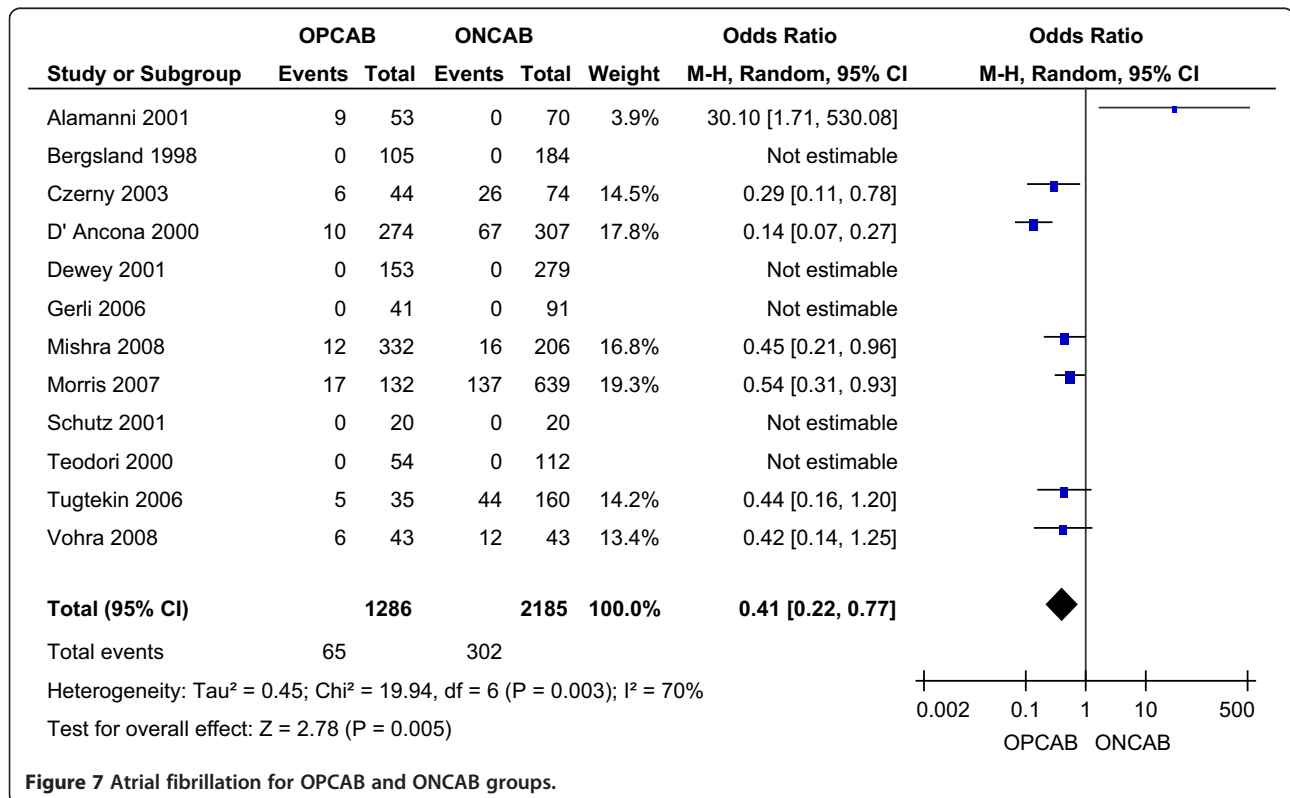 OPCAB ONCAB Odds Ratio Odds Ratio
Study or Subgroup Events Total Events Total Weight M-H, Random, 95% CI M-H, Random, 95% CI
Alamanni 2001 9 53 0 70 3.9% 30.10 [1.71, 530.08]
Bergsland 1998 0 105 0 184 Not estimable
Czerny 2003 6 44 26 74 14.5% 0.29 [0.11, 0.78]
D' Ancona 2000 10 274 67 307 17.8% 0.14 [0.07, 0.27]
Dewey 2001 0 153 0 279 Not estimable
Gerli 2006 0 41 0 91 Not estimable
Mishra 2008 12 332 16 206 16.8% 0.45 [0.21, 0.96]
Morris 2007 17 132 137 639 19.3% 0.54 [0.31, 0.93]
Schutz 2001 0 20 0 20 Not estimable
Teodori 2000 0 54 0 112 Not estimable
Tugtekin 2006 5 35 44 160 14.2% 0.44 [0.16, 1.20]
Vohra 2008 6 43 12 43 13.4% 0.42 [0.14, 1.25]
Total (95% CI) 1286 2185 100.0% 0.41 [0.22, 0.77]
Total events 65 302
Heterogeneity: Tau² = 0.45; Chi² = 19.94, df = 6 (P = 0.003); I² = 70%
Test for overall effect: Z = 2.78 (P = 0.005)
0.002 0.1 1 10 500
OPCAB ONCAB
Figure 7 Atrial fibrillation for OPCAB and ONCAB groups.